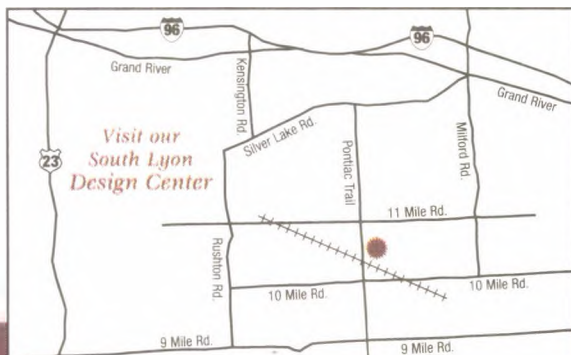 96
96
Grand River
Kensington Rd.
Grand River
Visit our
South Lyon
Design Center
Silver Lake Rd.
Pontiac Trail
Milford Rd.
23
11 Mile Rd.
Rushton Rd.
10 Mile Rd.
10 Mile Rd.
9 Mile Rd.
9 Mile Rd.